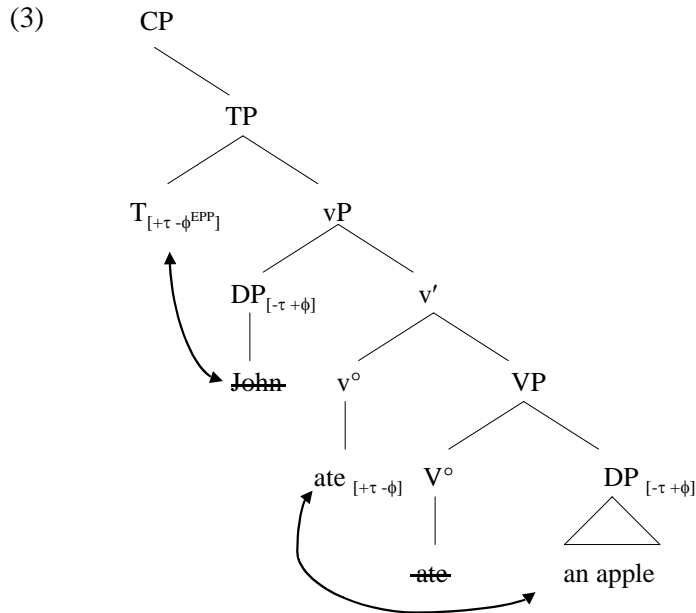 (3) CP
TP
T[+τ -ϕEPP] vP
DP[-τ +ϕ] v′
John v° VP
ate [+τ -ϕ] V° DP[-τ +ϕ]
ate an apple